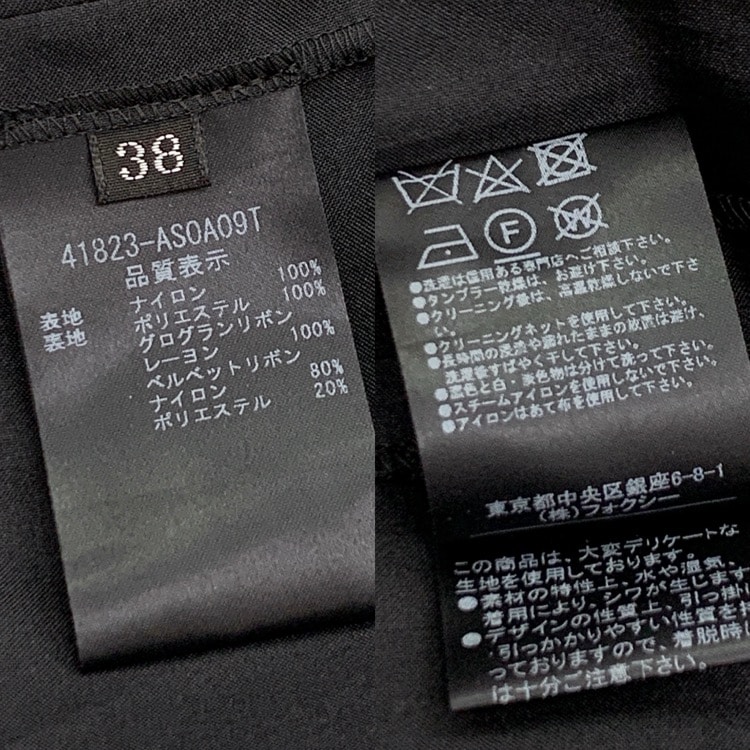 38
41823-ASOA09T
品質表示
表地 ナイロン 100%
裏地 ポリエステル 100%
グログランリボン
レーヨン 100%
ベルベットリボン
ナイロン 80%
ポリエステル 20%
F
W
●洗濯は信用ある専門店へご相談下さい。
●タンブラー乾燥は、お避け下さい。
●クリーニング後は、高温乾燥しないで下さ
い。
●クリーニングネットを使用して下さい。
●長時間の浸漬や濡れたままの放置は避け、
洗濯後すばやく干して下さい。
●濃色と白・淡色物は分けて洗って下さい。
●スチームアイロンを使用しないで下さい。
●アイロンはあて布を使用して下さい。
東京都中央区銀座6-8-1
(株)フォクシー
この商品は、大変デリケートな
生地を使用しております。
●素材の特性上、水や湿気、
着用により、シワが生じます
●デザインの性質上、引っ掛け
引っかかりやすい性質を持
っておりますので、着脱時に
は十分ご注意下さい。